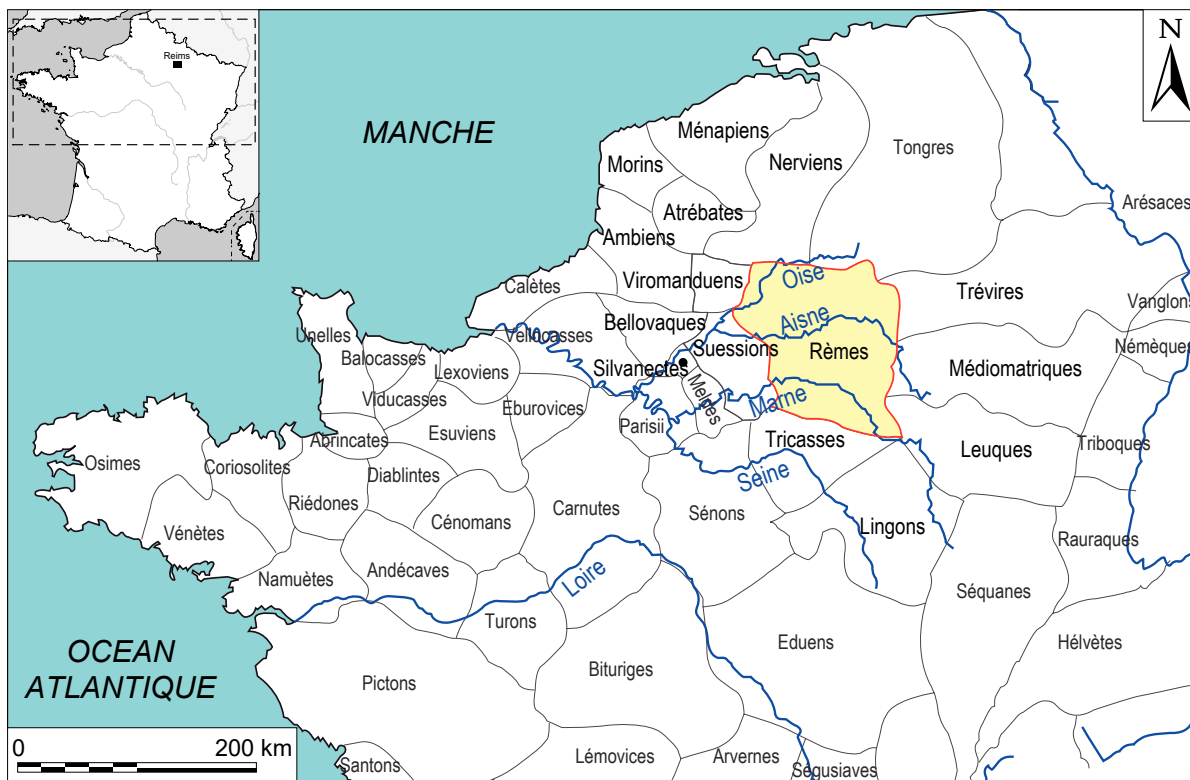 Reims
N
MANCHE
Ménapiens
Morins
Nerviens
Tongres
Arésaces
Atrébates
Ambiens
Viromanduens
Oise
Trévires
Calètes
Vanglons
Unelles
Véliocasses
Bellovaques
Aisne
Némèques
Balocasses
Lexoviens
Silvanectes
Suessions
Rèmes
Médiomatriques
Viducasses
Eburovices
Meldes
Marne
Parisii
Abrincates
Esuviens
Tricasses
Leuques
Triboques
Osimes
Coriosolites
Diablintes
Seine
Riédones
Cénomans
Carnutes
Sénons
Lingons
Vénètes
Rauraques
Namuètes
Andécaves
Loire
Séquanes
Turons
Eduens
Hélvètes
OCEAN
ATLANTIQUE
Pictons
Bituriges
0 200 km
Santons
Lémovices
Arvernes
Ségusiaves